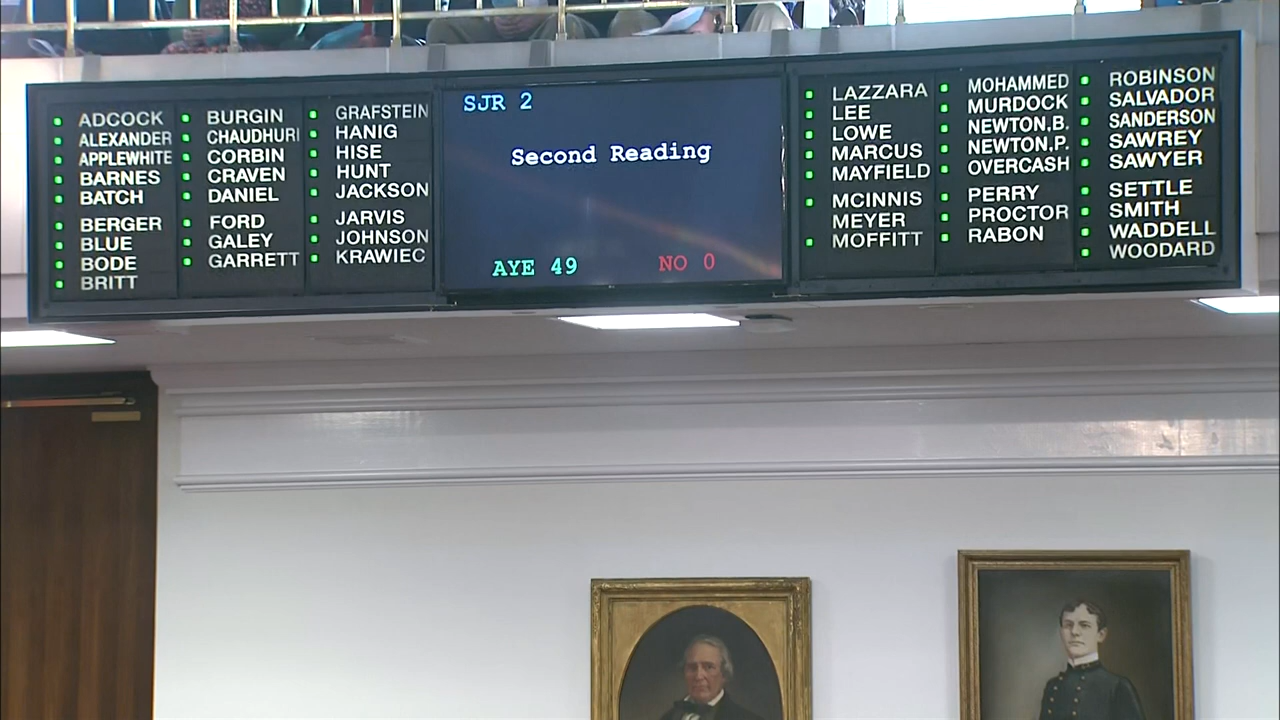 ADCOCK
ALEXANDER
APPLEWHITE
BARNES
BATCH
BERGER
BLUE
BODE
BRITT
BURGIN
CHAUDHURI
CORBIN
CRAVEN
DANIEL
FORD
GALEY
GARRETT
GRAFSTEIN
HANIG
HISE
HUNT
JACKSON
JARVIS
JOHNSON
KRAWIEC
SJR 2
Second Reading
AYE 49 NO 0
LAZZARA
LEE
LOWE
MARCUS
MAYFIELD
MCINNIS
MEYER
MOFFITT
MOHAMMED
MURDOCK
NEWTON,B.
NEWTON,P.
OVERCASH
PERRY
PROCTOR
RABON
ROBINSON
SALVADOR
SANDERSON
SAWREY
SAWYER
SETTLE
SMITH
WADDELL
WOODARD